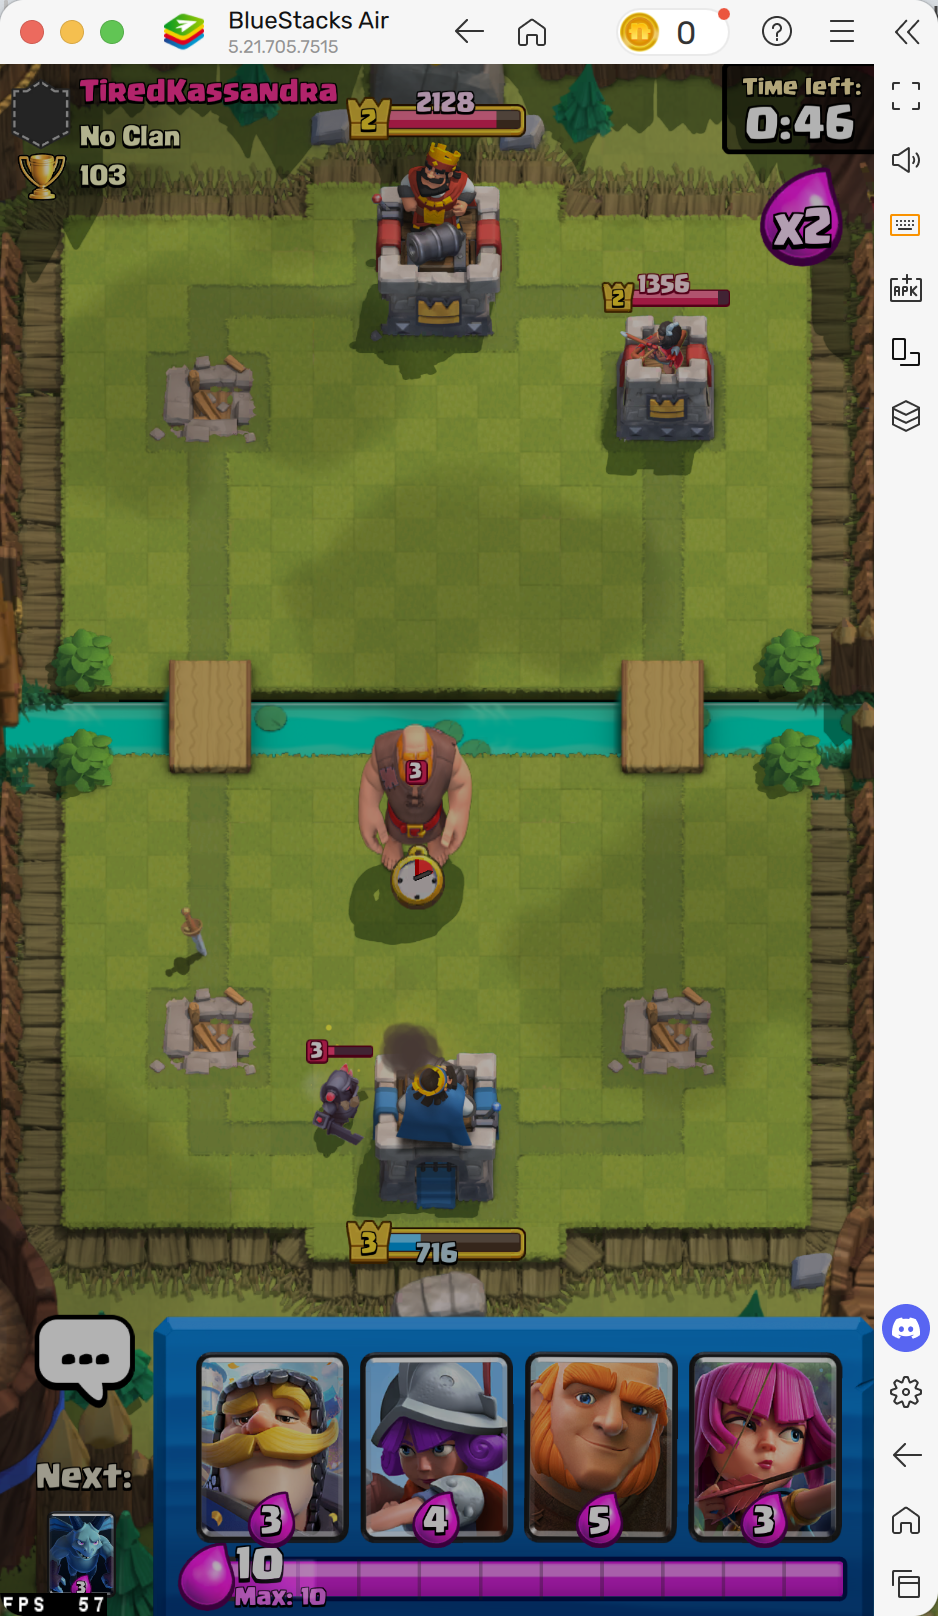 BlueStacks Air
5.21.705.7515
0
TiredKassandra
No Clan
103
2
2128
Time left:
0:46
x2
APK
2
1356
3
3
3
716
3
4
5
3
Next:
3
10
Max: 10
FPS 57